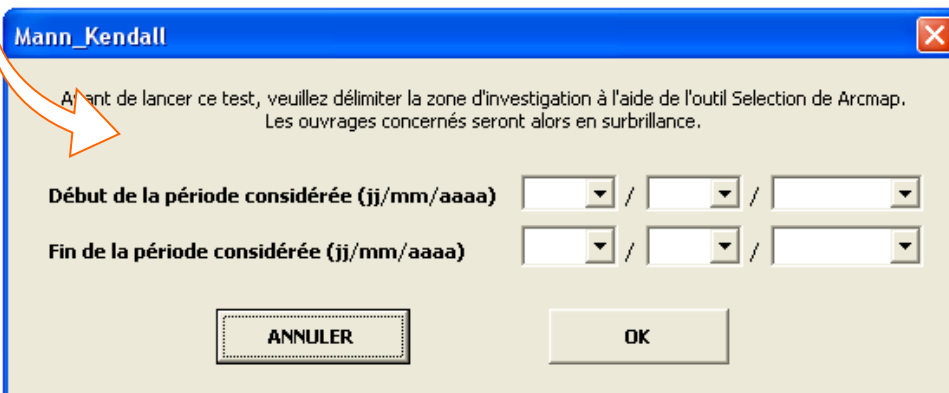 Mann_Kendall
Avant de lancer ce test, veuillez délimiter la zone d'investigation à l'aide de l'outil Selection de Arcmap.
Les ouvrages concernés seront alors en surbrillance.
Début de la période considérée (jj/mm/aaaa) / /
Fin de la période considérée (jj/mm/aaaa) / /
ANNULER OK